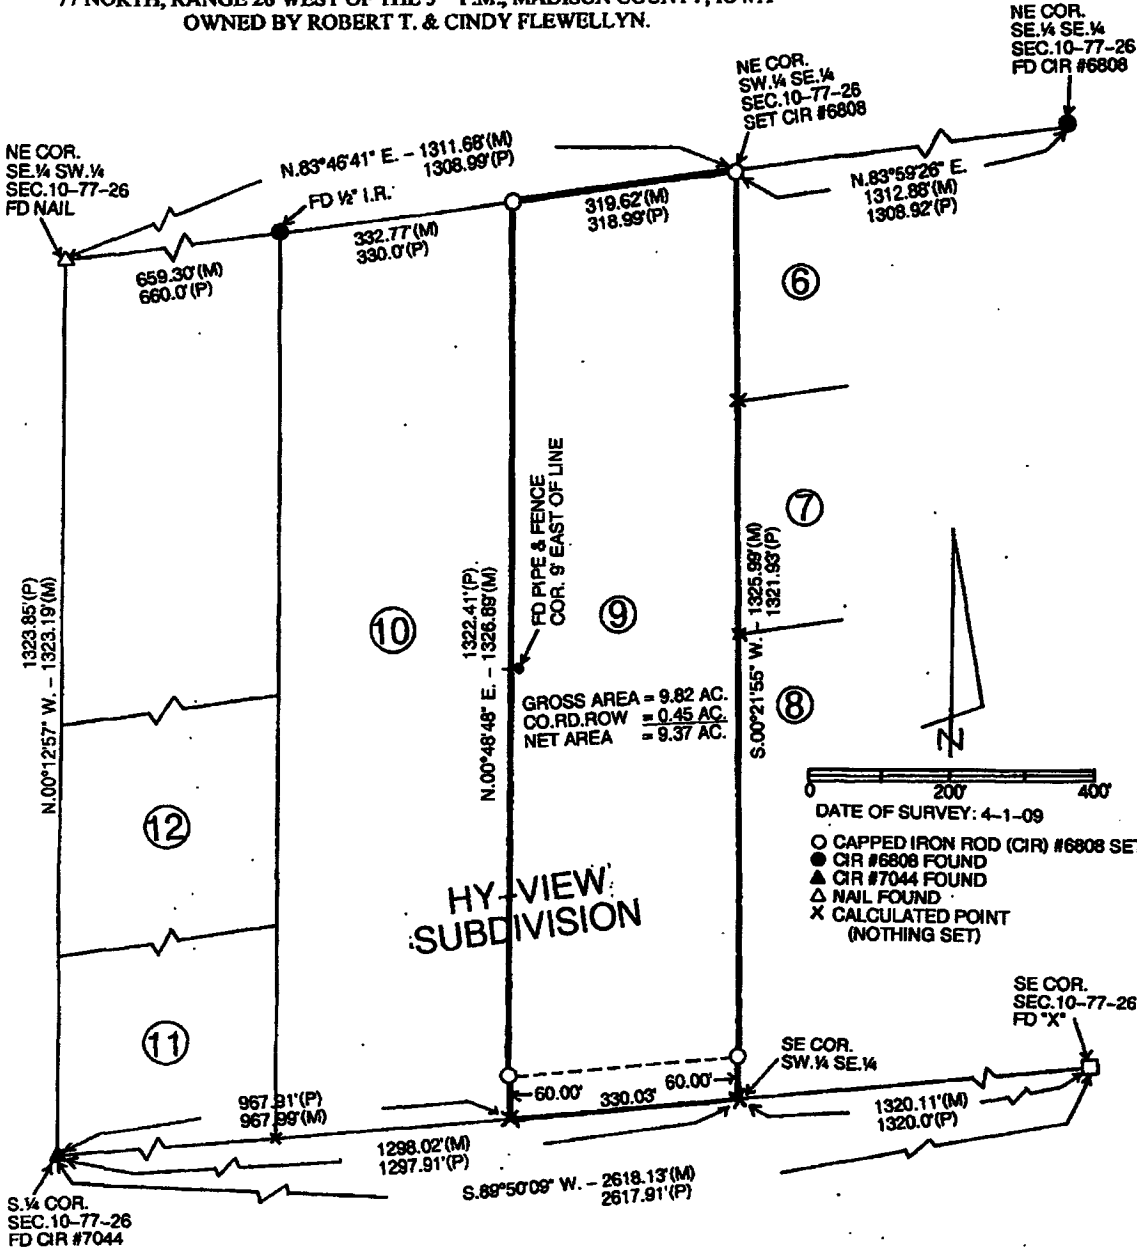 OWNED BY ROBERT T. & CINDY FLEWELLYN.
NE COR.
SE.¼ SE.¼
SEC.10–77–26
FD CIR #6808
NE COR.
SW.¼ SE.¼
SEC.10–77–26
SET CIR #6808
NE COR.
SE.¼ SW.¼
SEC.10–77–26
FD NAIL
N.83°46'41" E. – 1311.68'(M)
1308.99'(P)
FD ½" I.R.
N.83°59'26" E.
1312.88'(M)
1308.92'(P)
319.62'(M)
318.99'(P)
332.77'(M)
330.0'(P)
659.30'(M)
660.0'(P)
6
7
8
9
10
12
11
FD PIPE & FENCE
COR. 9' EAST OF LINE
1323.85'(P)
N.00°12'57" W. – 1323.19'(M)
1322.41'(P).
N.00°48'48" E. – 1326.89'(M)
S.00°21'55" W. – 1325.99'(M)
1321.93'(P)
GROSS AREA = 9.82 AC.
CO.RD.ROW = 0.45 AC.
NET AREA = 9.37 AC.
N
0 200' 400'
DATE OF SURVEY: 4–1–09
CAPPED IRON ROD (CIR) #6808 SET
CIR #6808 FOUND
CIR #7044 FOUND
NAIL FOUND
X CALCULATED POINT
(NOTHING SET)
HY–VIEW
SUBDIVISION
SE COR.
SEC.10–77–26
FD "X"
SE COR.
SW.¼ SE.¼
60.00' 330.03' 60.00'
967.91'(P)
967.99'(M)
1320.11'(M)
1320.0'(P)
1298.02'(M)
1297.91'(P)
S.89°50'09" W. – 2618.13'(M)
2617.91'(P)
S.¼ COR.
SEC.10–77–26
FD CIR #7044